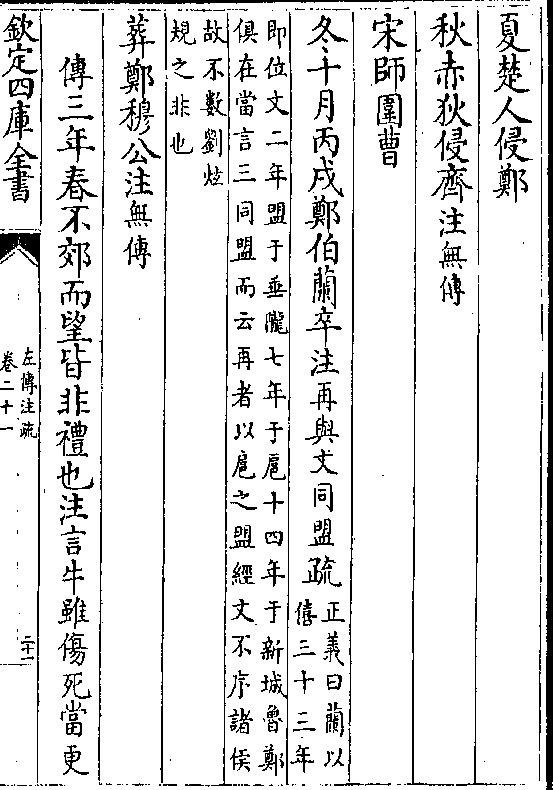 夏楚人侵鄭
秋赤狄侵齊注無傳
宋師圍曹
冬十月丙戌鄭伯蘭卒注再與文同盟疏正義曰蘭以
僖三十三年
即位文二年盟于垂隴七年于扈十四年于新城魯鄭
俱在當言三同盟而云再者以扈之盟經文不序諸侯
故不數劉炫
規之非也
葬鄭穆公注無傳
傳三年春不郊而望皆非禮也注言牛雖傷死當更
欽定四庫全書
左傳注疏
卷二十一
二十一